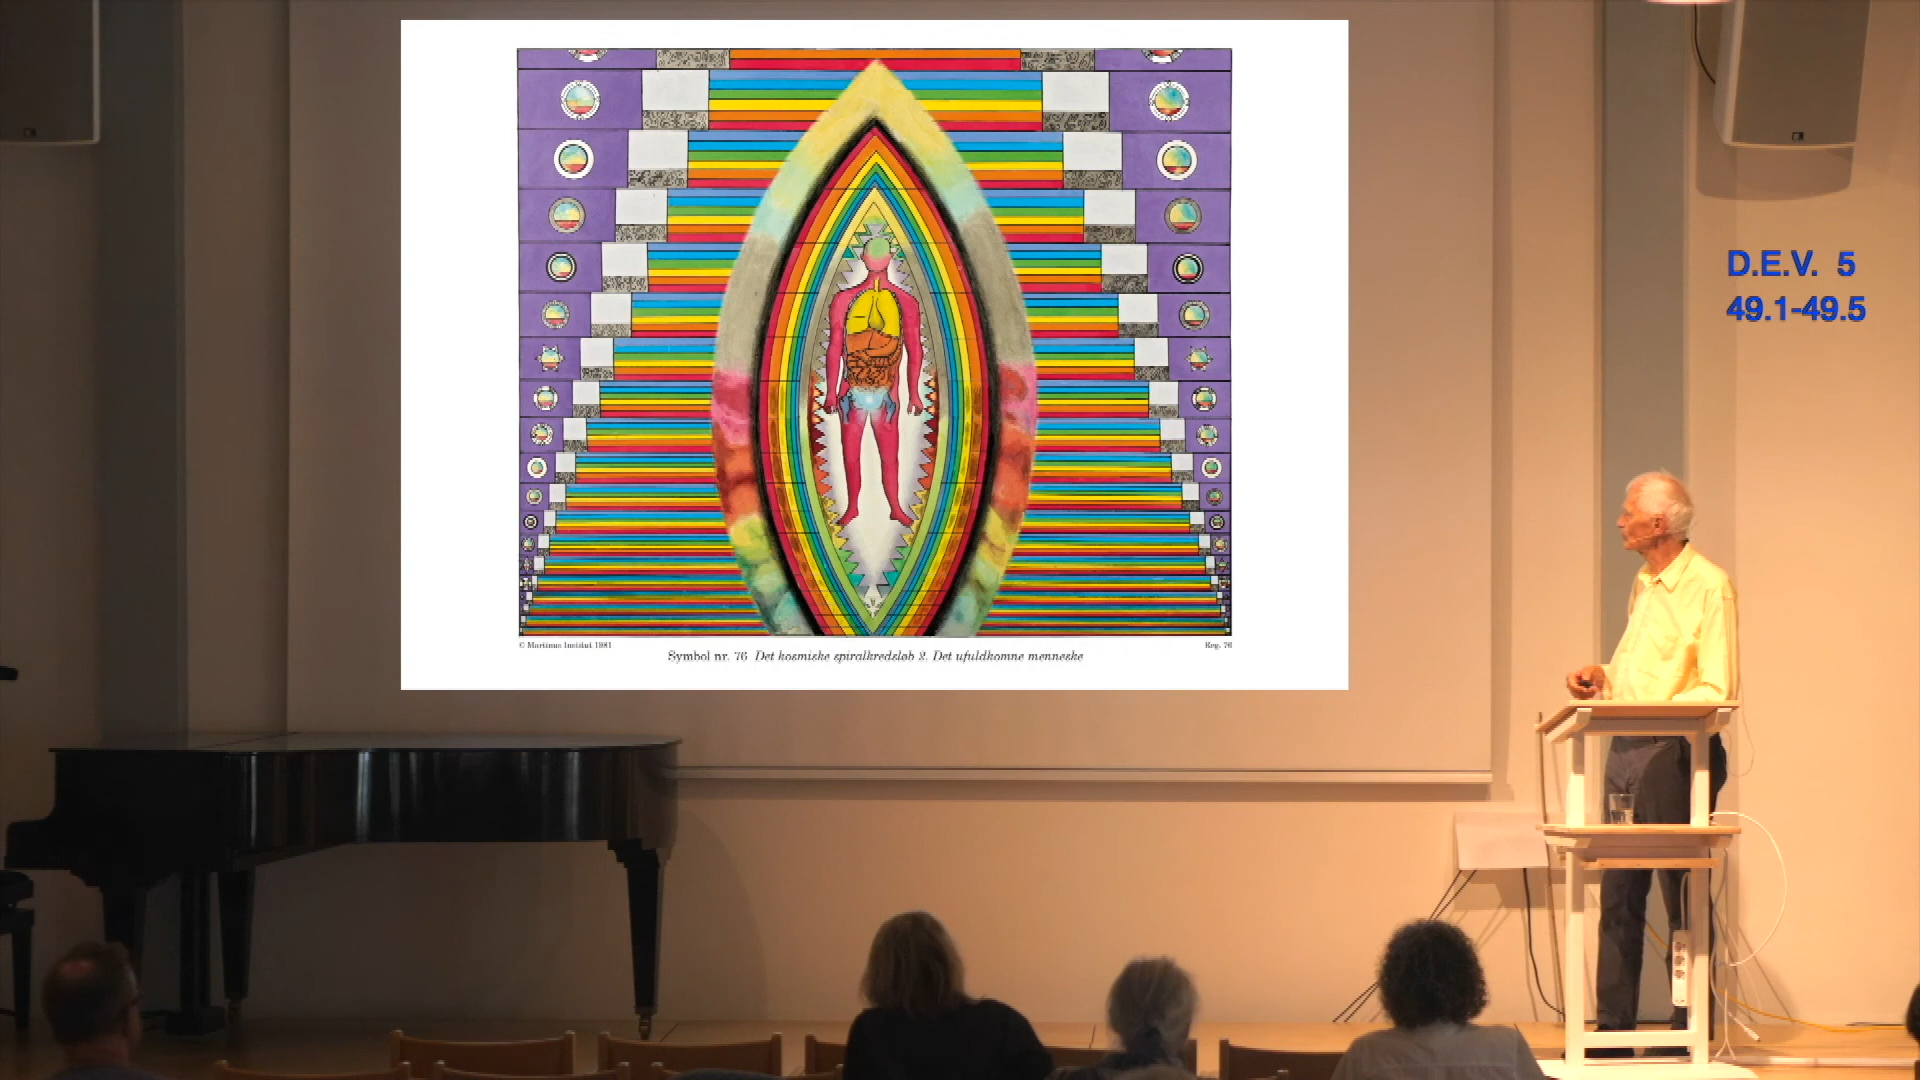 D.E.V. 5
49.1-49.5
© Martinus Institut 1981
Reg. 76
Symbol nr. 76 Det kosmiske spiralkredsløb 2. Det ufuldkomne menneske